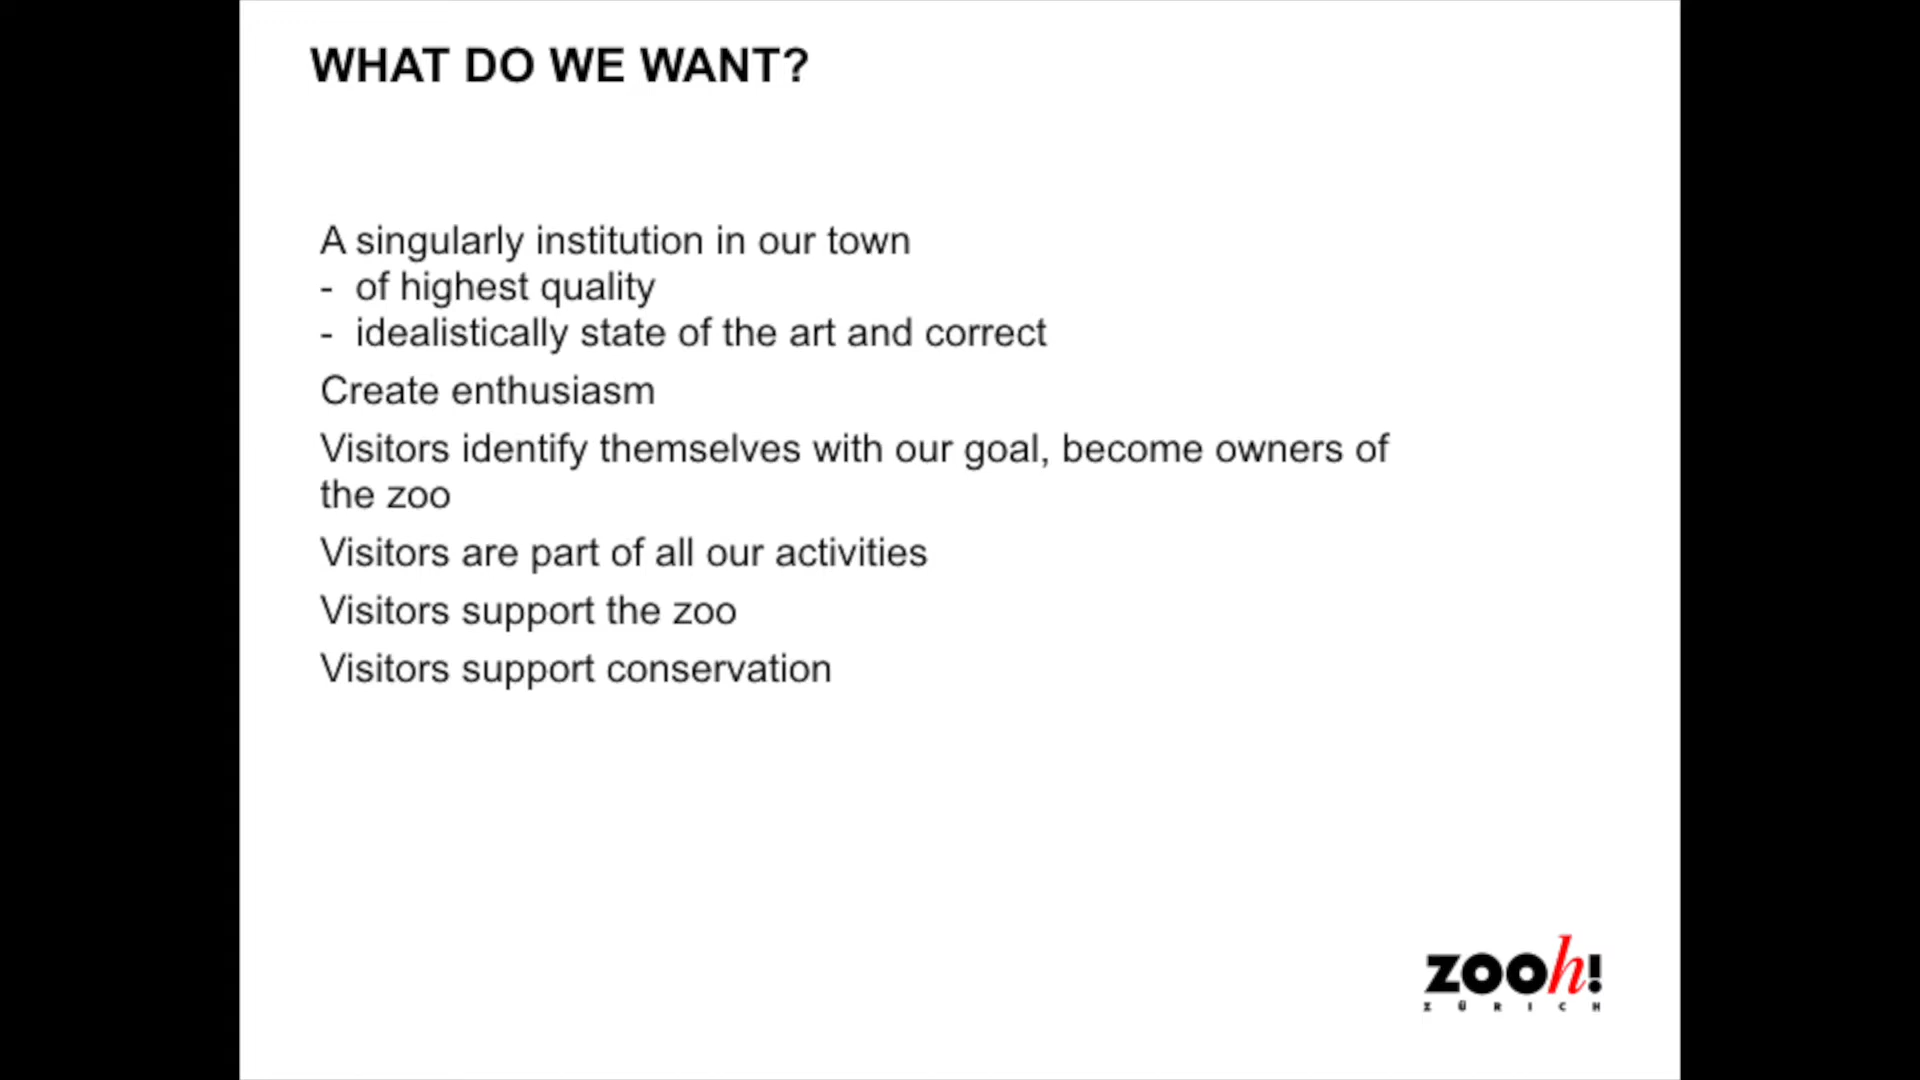 WHAT DO WE WANT?
A singularly institution in our town
- of highest quality
- idealistically state of the art and correct
Create enthusiasm
Visitors identify themselves with our goal, become owners of
the zoo
Visitors are part of all our activities
Visitors support the zoo
Visitors support conservation
zooh!
ZÜRICH